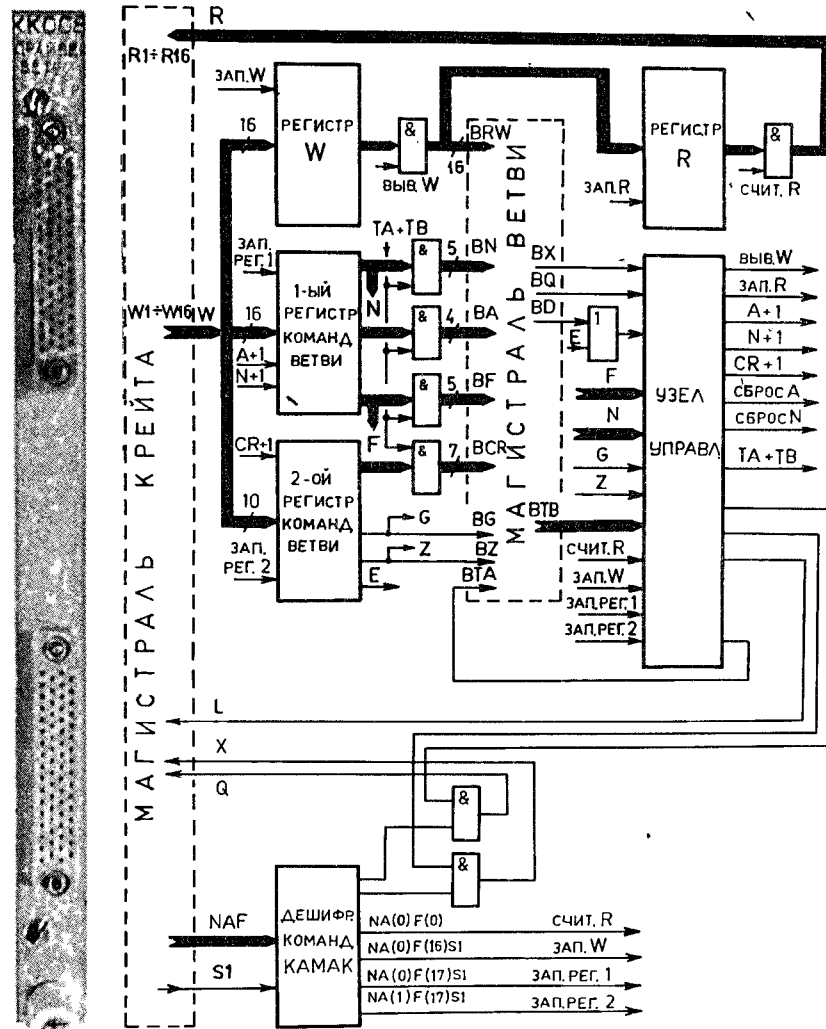 R
R1÷R16
ЗАП. W
16
РЕГИСТР
W
&
ВЫВ. W
BRW
16
РЕГИСТР
R
&
ЗАП. R
СЧИТ. R
МАГИСТРАЛЬ ВЕТВИ
W1÷W16
W
ЗАП.
РЕГ. 1
16
A+1
N+1
1-ЫЙ
РЕГИСТР
КОМАНД
ВЕТВИ
TA+TB
N
F
&
5
BN
&
4
BA
&
5
BF
&
7
BCR
CR+1
10
ЗАП.
РЕГ. 2
2-ОЙ
РЕГИСТР
КОМАНД
ВЕТВИ
G
BG
Z
BZ
E
BTA
BX
BQ
BD
1
E
F
N
G
Z
BTB
СЧИТ. R
ЗАП. W
ЗАП. РЕГ. 1
ЗАП. РЕГ. 2
УЗЕЛ
УПРАВЛ.
ВЫВ. W
ЗАП. R
A+1
N+1
CR+1
СБРОС A
СБРОС N
TA+TB
МАГИСТРАЛЬ КРЕЙТА
L
X
Q
&
&
NAF
S1
ДЕШИФР.
КОМАНД
КАМАК
NA(0)F(0)
СЧИТ. R
NA(0)F(16)S1
ЗАП. W
NA(0)F(17)S1
ЗАП. РЕГ. 1
NA(1)F(17)S1
ЗАП. РЕГ. 2